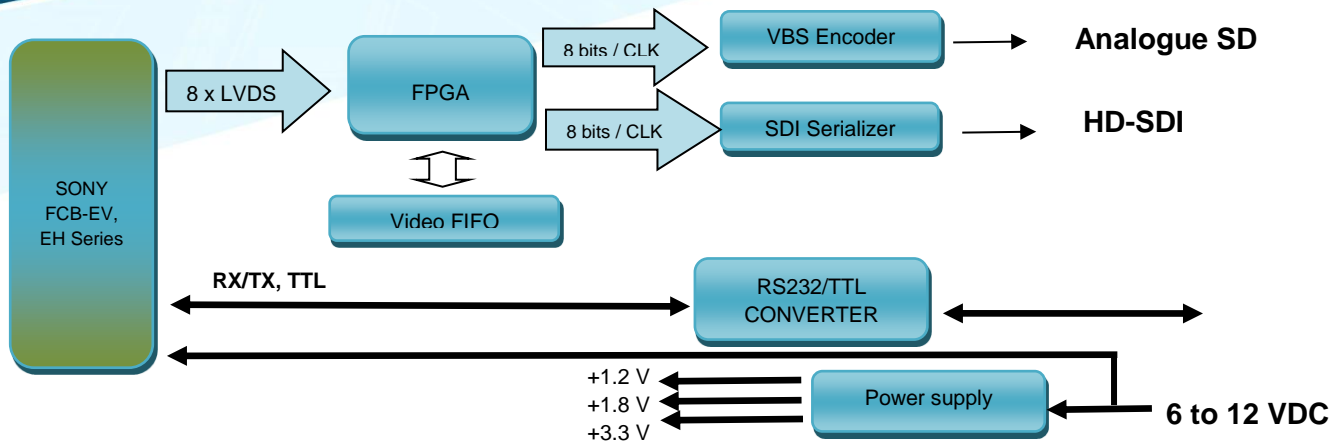 8 bits / CLK
VBS Encoder
Analogue SD
8 x LVDS
FPGA
8 bits / CLK
SDI Serializer
HD-SDI
SONY
FCB-EV,
EH Series
Video FIFO
RX/TX, TTL
RS232/TTL
CONVERTER
+1.2 V
+1.8 V
+3.3 V
Power supply
6 to 12 VDC